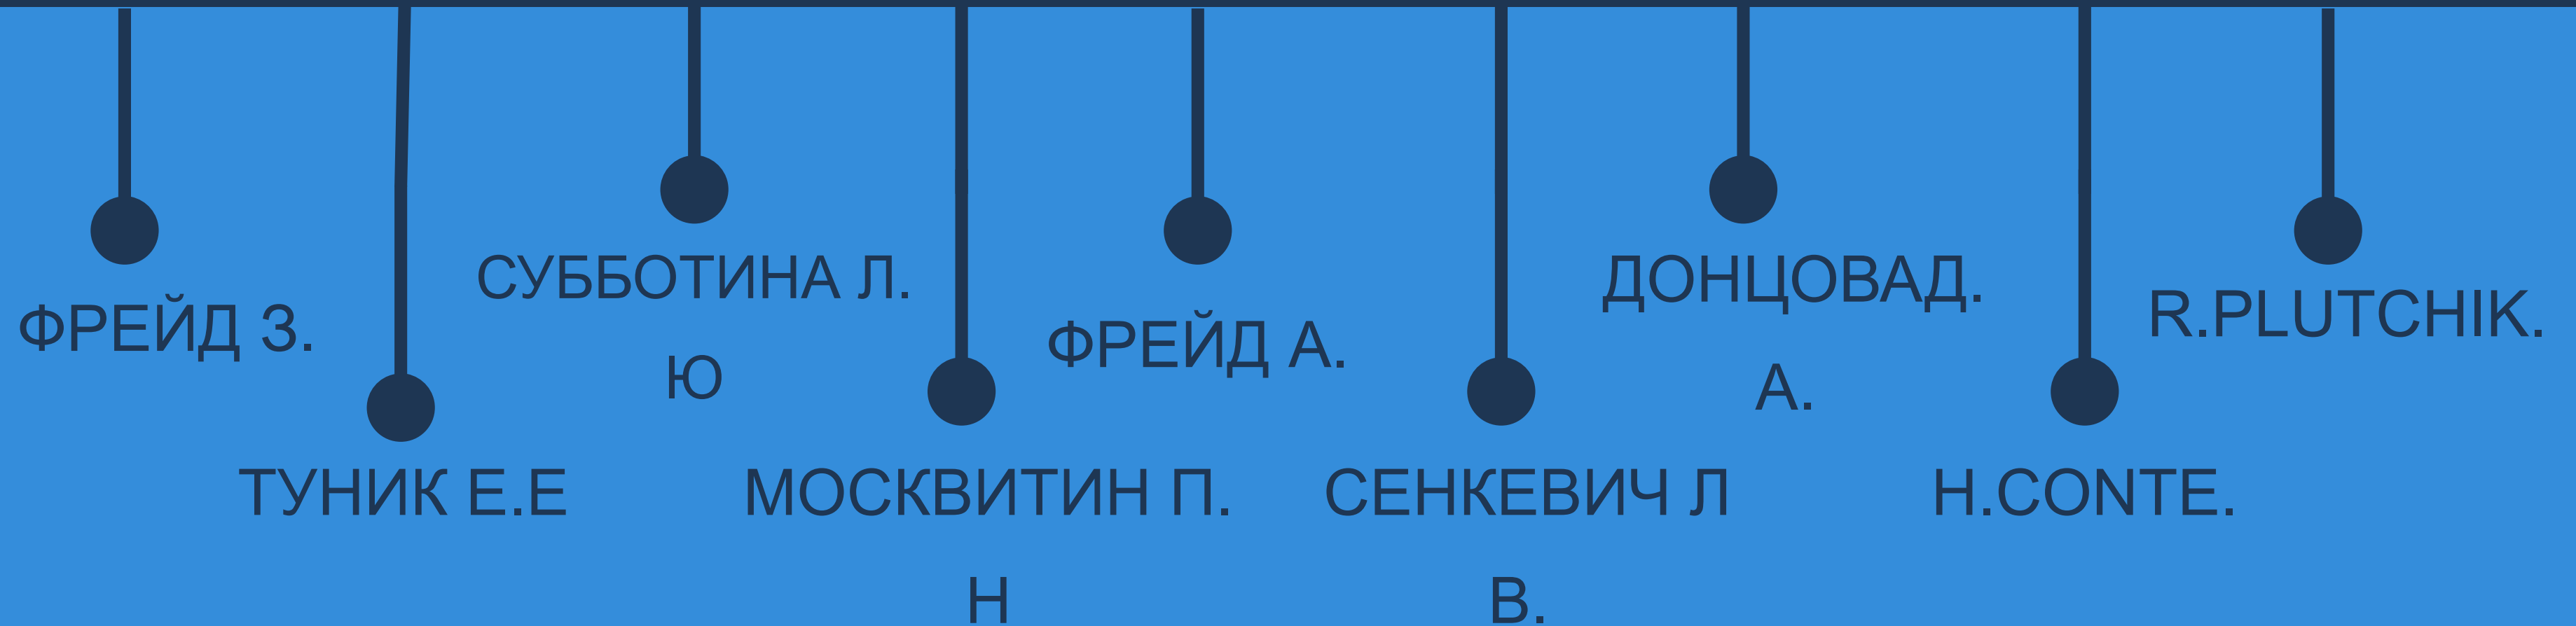 ФРЕЙД З.
ТУНИК Е.Е
СУББОТИНА Л.
Ю
МОСКВИТИН П.
Н
ФРЕЙД А.
СЕНКЕВИЧ Л
В.
ДОНЦОВАД.
А.
H.CONTE.
R.PLUTCHIK.